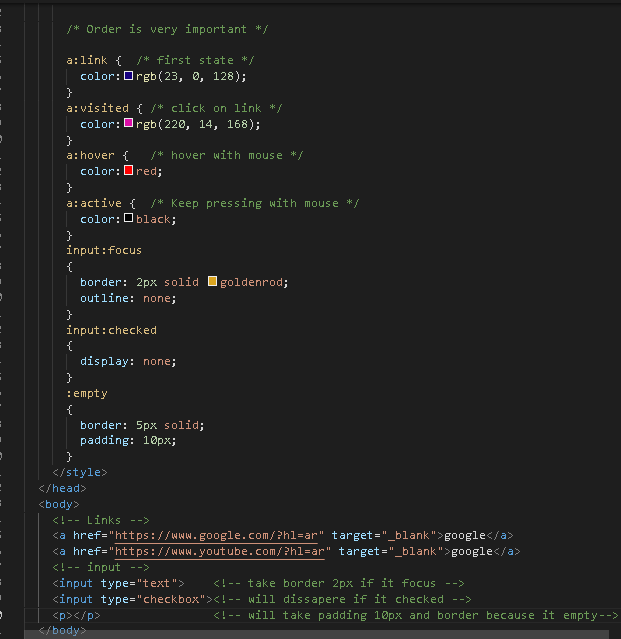 /* Order is very important */
a:link {  /* first state */
color: rgb(23, 0, 128);
}
a:visited { /* click on link */
color: rgb(220, 14, 168);
}
a:hover {   /* hover with mouse */
color: red;
}
a:active {  /* Keep pressing with mouse */
color: black;
}
input:focus
{
border: 2px solid goldenrod;
outline: none;
}
input:checked
{
display: none;
}
:empty
{
border: 5px solid;
padding: 10px;
}
</style>
</head>
<body>
<!-- Links -->
<a href="https://www.google.com/?hl=ar" target="_blank">google</a>
<a href="https://www.youtube.com/?hl=ar" target="_blank">google</a>
<!-- input -->
<input type="text">    <!-- take border 2px if it focus -->
<input type="checkbox"><!-- will dissapere if it checked -->
<p></p>                <!-- will take padding 10px and border because it empty-->
</body>